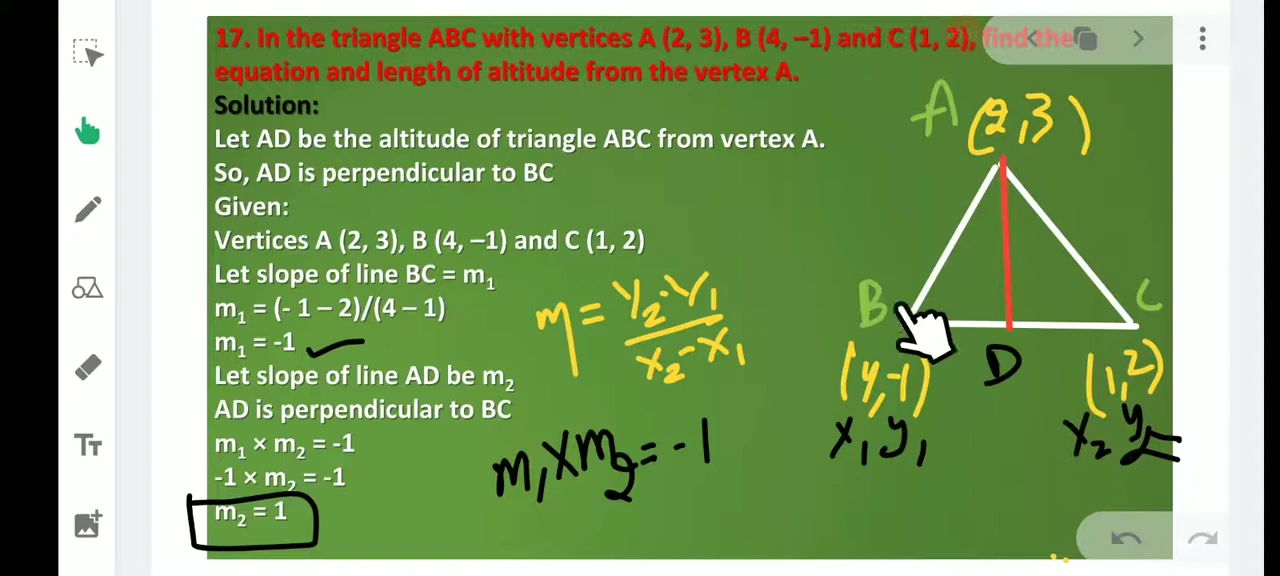 17. In the triangle ABC with vertices A (2, 3), B (4, –1) and C (1, 2), find the
equation and length of altitude from the vertex A.
Solution:
Let AD be the altitude of triangle ABC from vertex A.
So, AD is perpendicular to BC
Given:
Vertices A (2, 3), B (4, –1) and C (1, 2)
Let slope of line BC = m₁
m₁ = (- 1 – 2)/(4 – 1)
m₁ = -1
Let slope of line AD be m₂
AD is perpendicular to BC
m₁ × m₂ = -1
-1 × m₂ = -1
m₂ = 1
m = Y₂-Y₁
X₂-X₁
m₁ X m₂ = -1
A (2,3)
B
C
D
(4,-1)
(1,2)
X₁ y₁
X₂ y₂
Tт